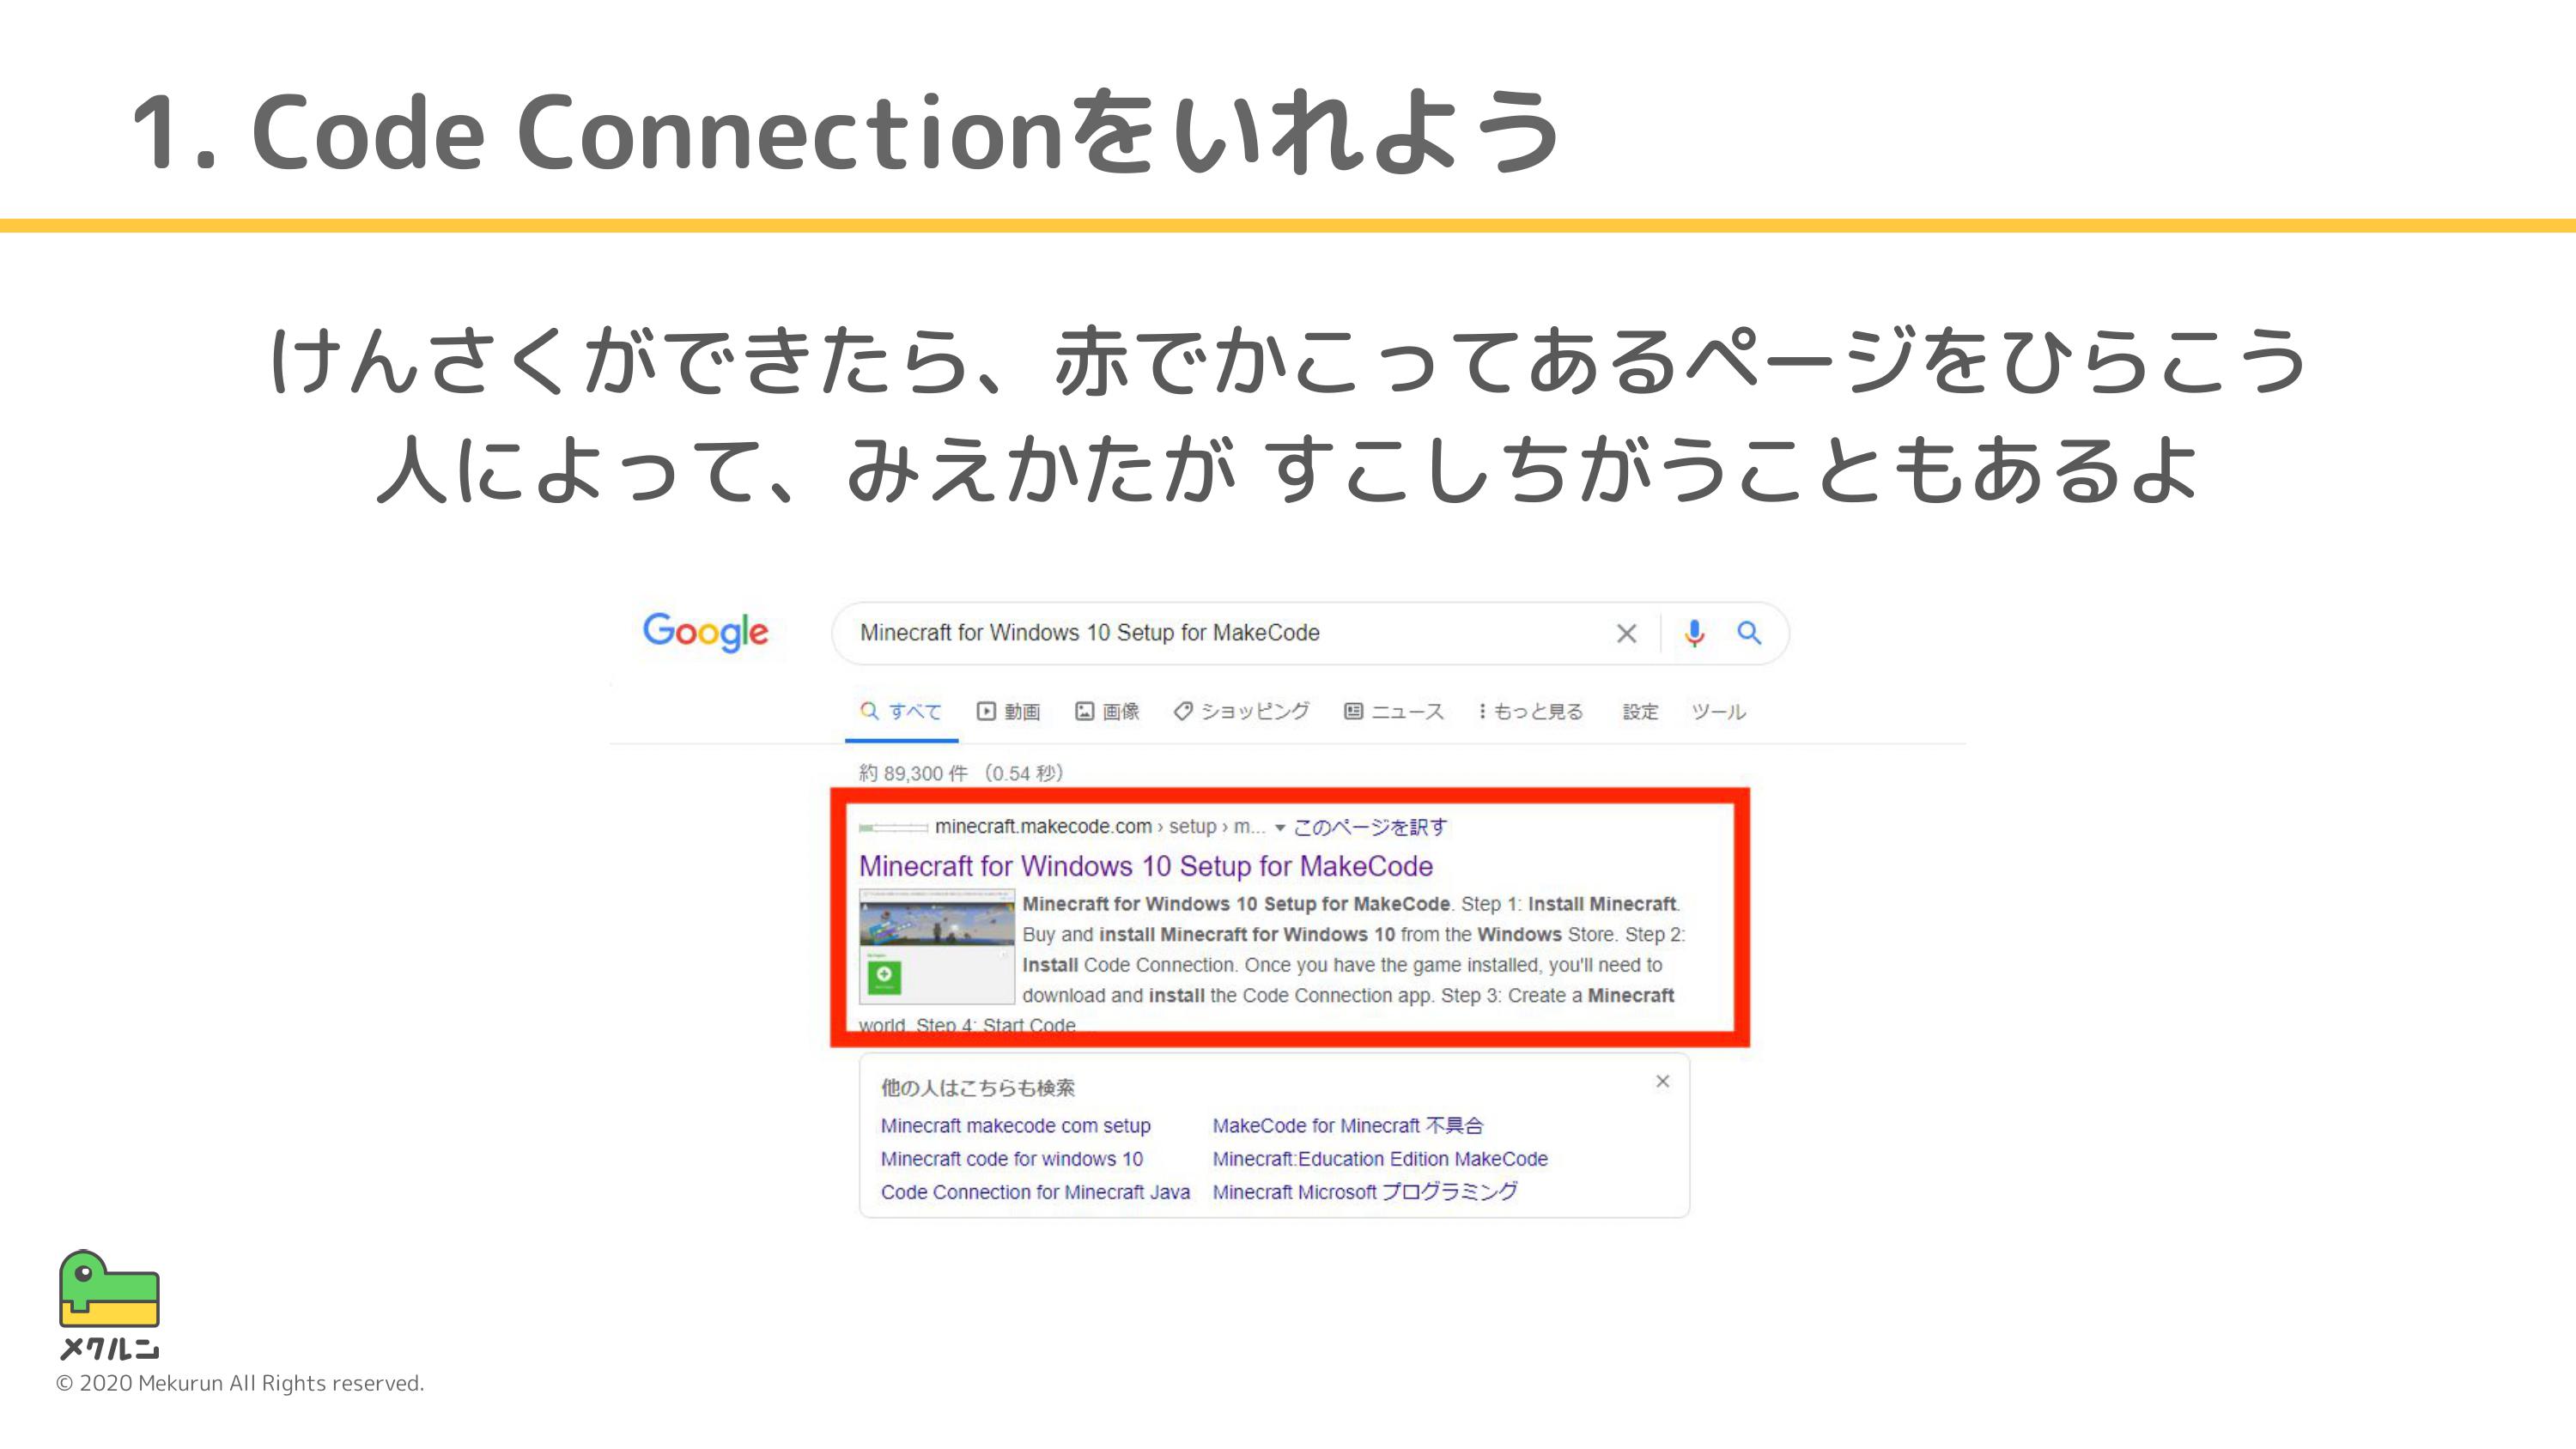 1. Code Connectionをいれよう
けんさくができたら、赤でかこってあるページをひらこう
人によって、みえかたが すこしちがうこともあるよ
Google
Minecraft for Windows 10 Setup for MakeCode
すべて 動画 画像 ショッピング ニュース もっと見る 設定 ツール
約 89,300 件 （0.54 秒）
minecraft.makecode.com › setup › m... ▼ このページを訳す
Minecraft for Windows 10 Setup for MakeCode
Minecraft for Windows 10 Setup for MakeCode. Step 1: Install Minecraft.
Buy and install Minecraft for Windows 10 from the Windows Store. Step 2:
Install Code Connection. Once you have the game installed, you'll need to
download and install the Code Connection app. Step 3: Create a Minecraft
world. Step 4: Start Code
他の人はこちらも検索
Minecraft makecode com setup MakeCode for Minecraft 不具合
Minecraft code for windows 10 Minecraft:Education Edition MakeCode
Code Connection for Minecraft Java Minecraft Microsoft プログラミング
メクルン
© 2020 Mekurun All Rights reserved.